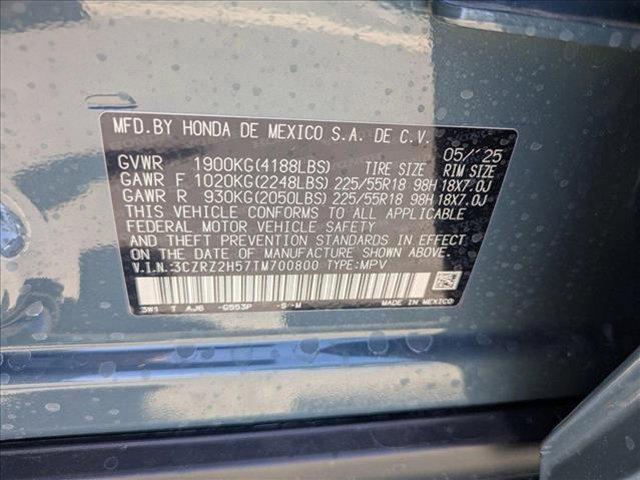 MFD.BY HONDA DE MEXICO S.A. DE C.V.
05/'25
GVWR 1900KG(4188LBS) TIRE SIZE RIM SIZE
GAWR F 1020KG(2248LBS) 225/55R18 98H 18X7.0J
GAWR R 930KG(2050LBS) 225/55R18 98H 18X7.0J
THIS VEHICLE CONFORMS TO ALL APPLICABLE
FEDERAL MOTOR VEHICLE SAFETY
AND THEFT PREVENTION STANDARDS IN EFFECT
ON THE DATE OF MANUFACTURE SHOWN ABOVE.
V.I.N.:3CZRZ2H57TM700800 TYPE:MPV
3W1 T AJ6 -G553P -S -M MADE IN MEXICO